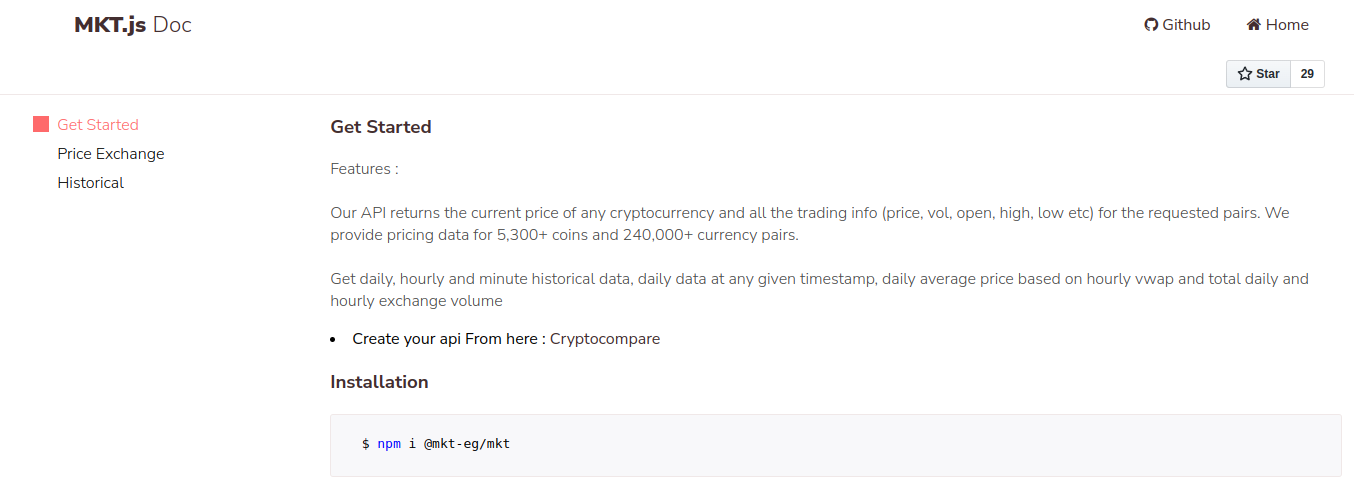 MKT.js Doc
Github
Home
Star
29
Get Started
Price Exchange
Historical
Get Started
Features :
Our API returns the current price of any cryptocurrency and all the trading info (price, vol, open, high, low etc) for the requested pairs. We
provide pricing data for 5,300+ coins and 240,000+ currency pairs.
Get daily, hourly and minute historical data, daily data at any given timestamp, daily average price based on hourly vwap and total daily and
hourly exchange volume
• Create your api From here : Cryptocompare
Installation
$ npm i @mkt-eg/mkt